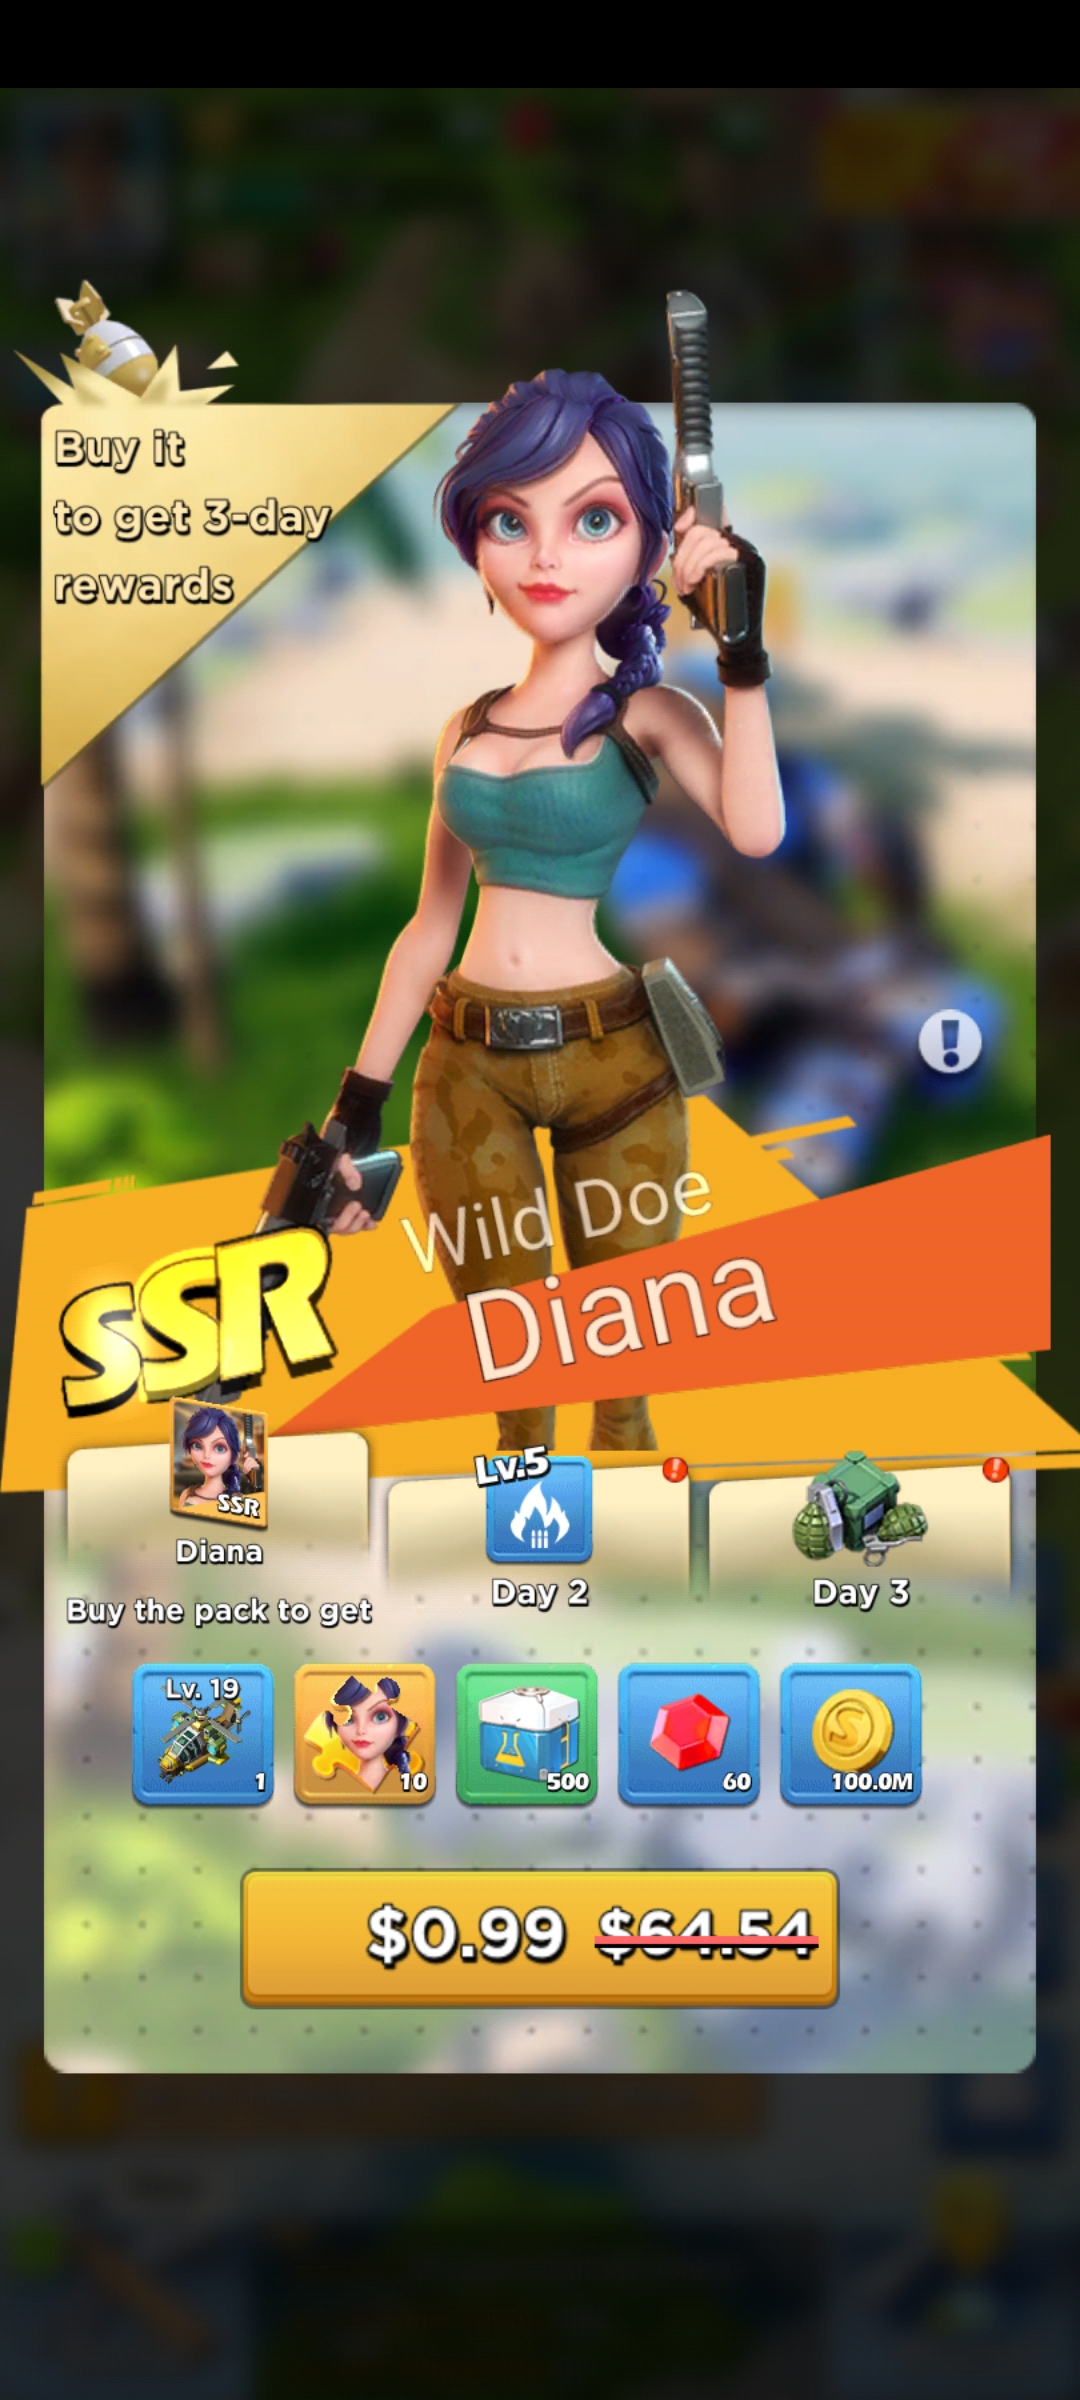 Buy it
to get 3-day
rewards
Wild Doe
SSR
Diana
SSR
Diana
Buy the pack to get
Lv.5
Day 2
Day 3
Lv. 19
1
10
500
60
100.0M
$0.99 $64.54